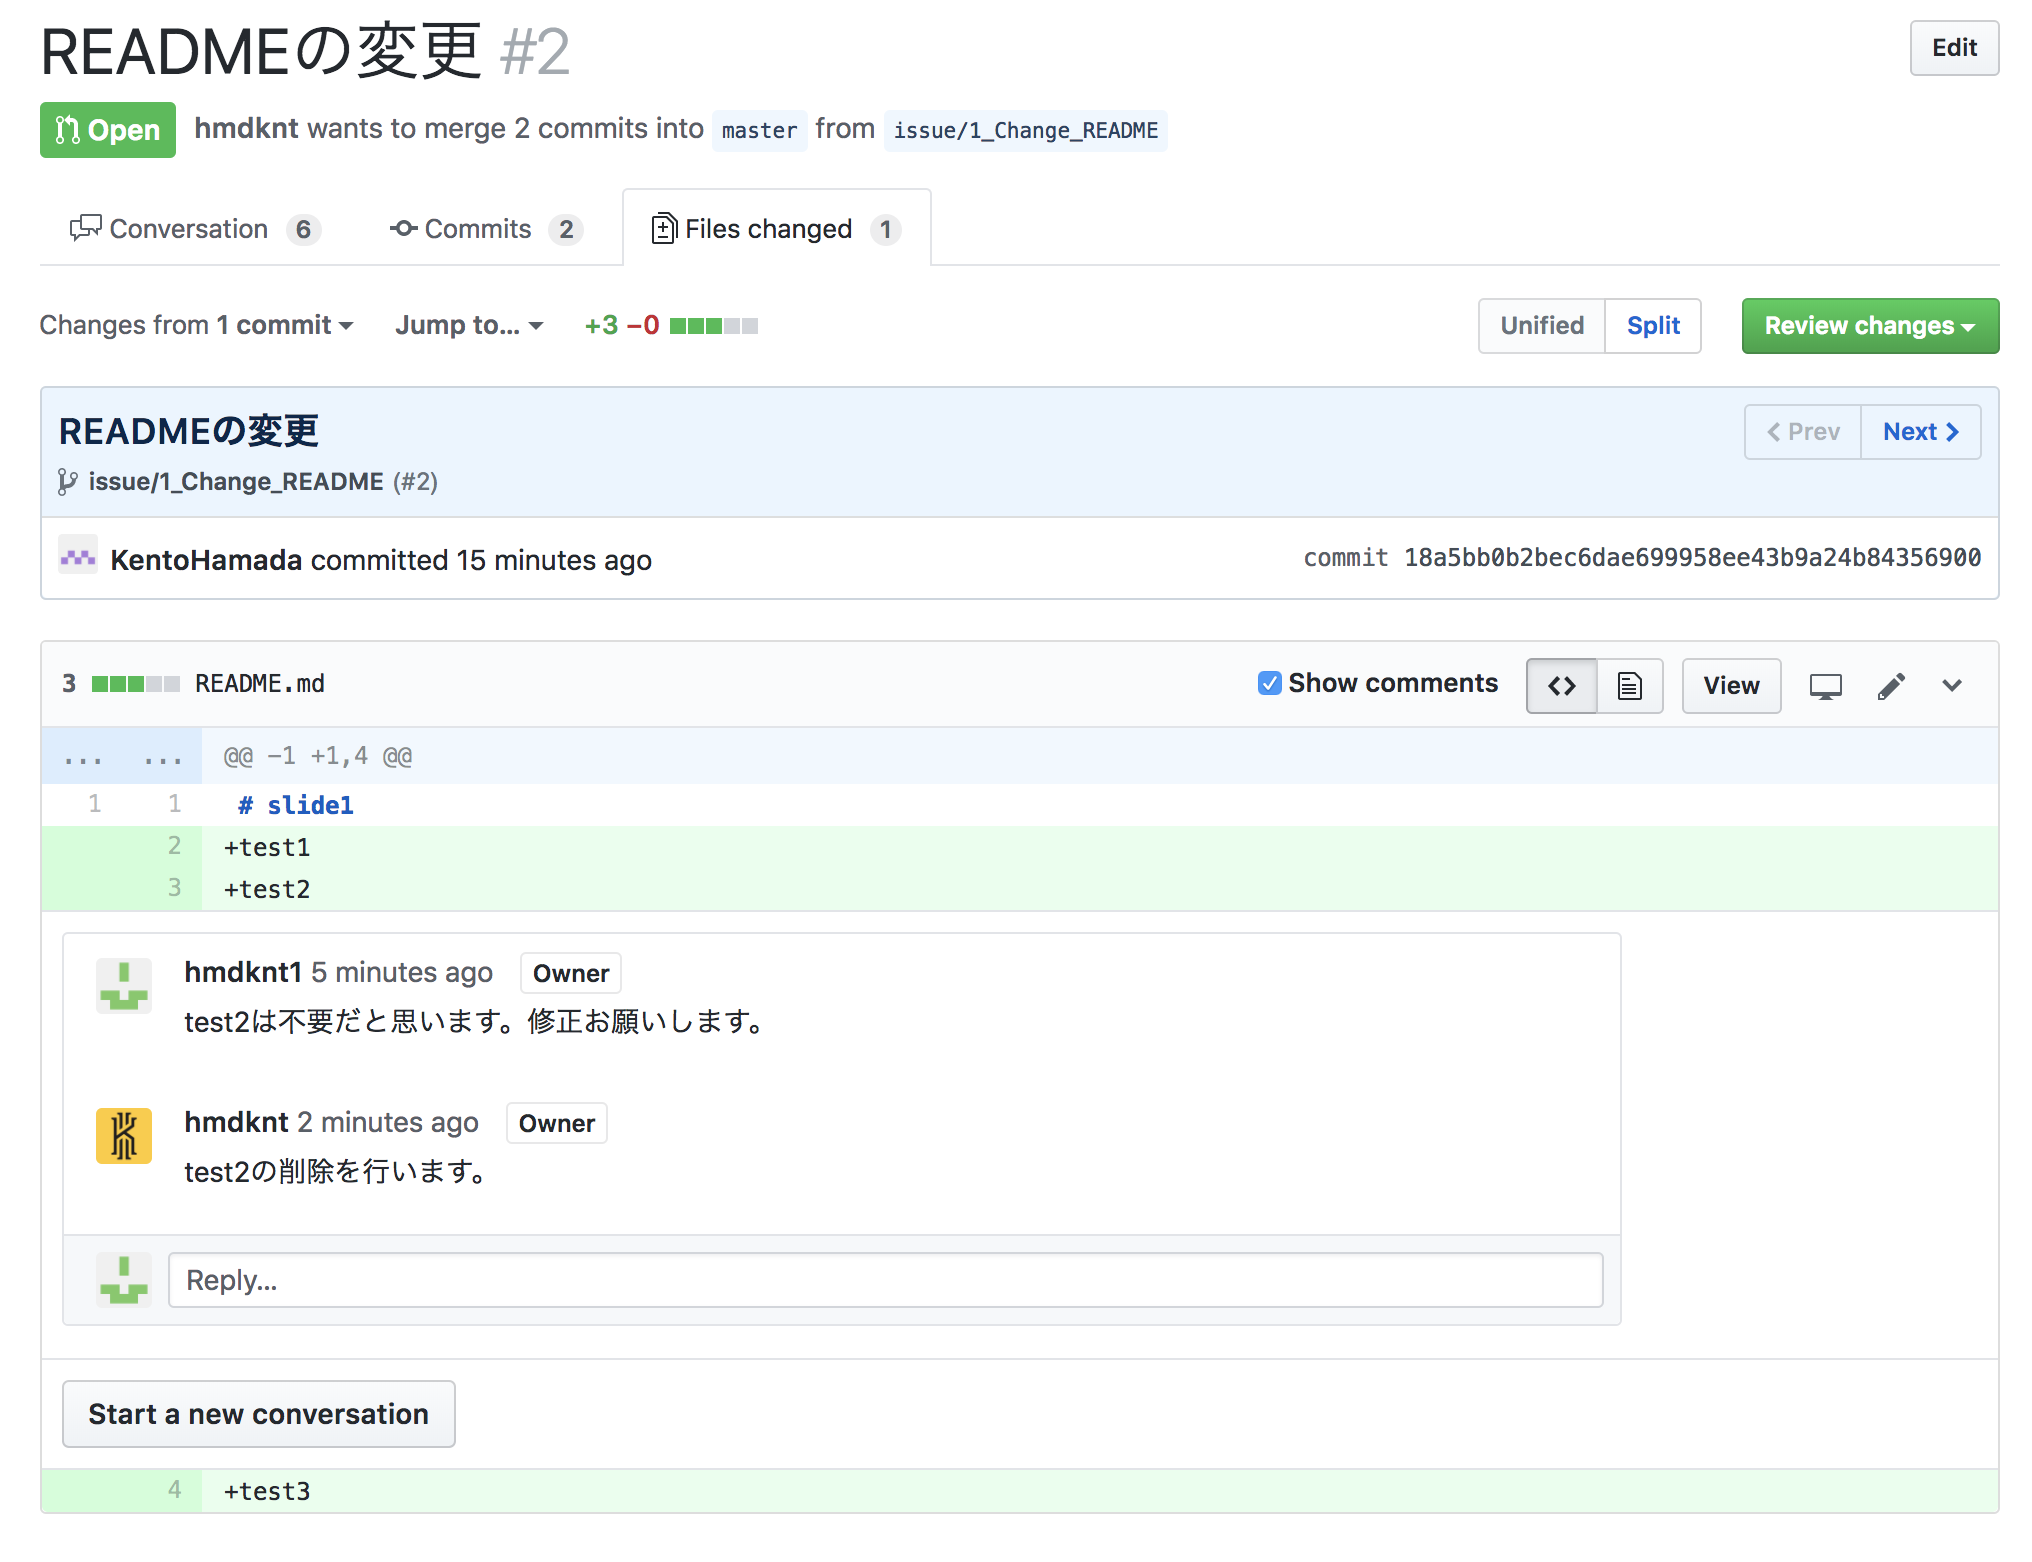 READMEの変更 #2
Edit
Open hmdknt wants to merge 2 commits into master from issue/1_Change_README
Conversation 6 Commits 2 Files changed 1
Changes from 1 commit Jump to... +3 −0 Unified Split Review changes
READMEの変更
Prev Next
issue/1_Change_README (#2)
KentoHamada committed 15 minutes ago commit 18a5bb0b2bec6dae699958ee43b9a24b84356900
3 README.md Show comments <> View
... ... @@ −1 +1,4 @@
1 1 # slide1
2 +test1
3 +test2
hmdknt1 5 minutes ago Owner
test2は不要だと思います。修正お願いします。
hmdknt 2 minutes ago Owner
test2の削除を行います。
Reply...
Start a new conversation
4 +test3